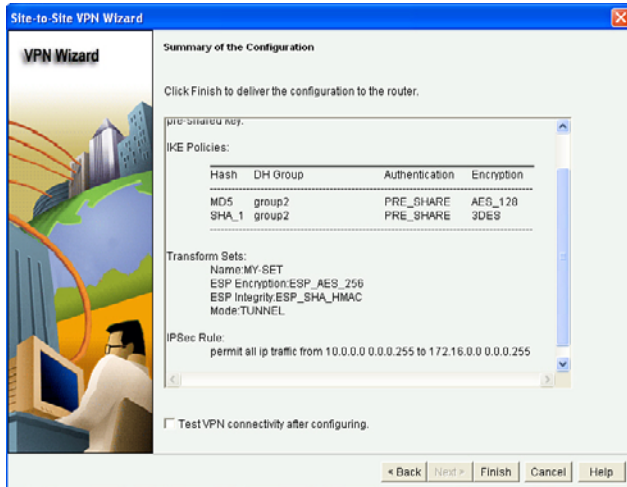 Site-to-Site VPN Wizard
VPN Wizard
Summary of the Configuration
Click Finish to deliver the configuration to the router.
pre-shared key.
IKE Policies:
Hash DH Group Authentication Encryption
MD5 group2 PRE_SHARE AES_128
SHA_1 group2 PRE_SHARE 3DES
Transform Sets:
Name:MY-SET
ESP Encryption:ESP_AES_256
ESP Integrity:ESP_SHA_HMAC
Mode:TUNNEL
IPSec Rule:
permit all ip traffic from 10.0.0.0 0.0.0.255 to 172.16.0.0 0.0.0.255
Test VPN connectivity after configuring.
< Back Next > Finish Cancel Help